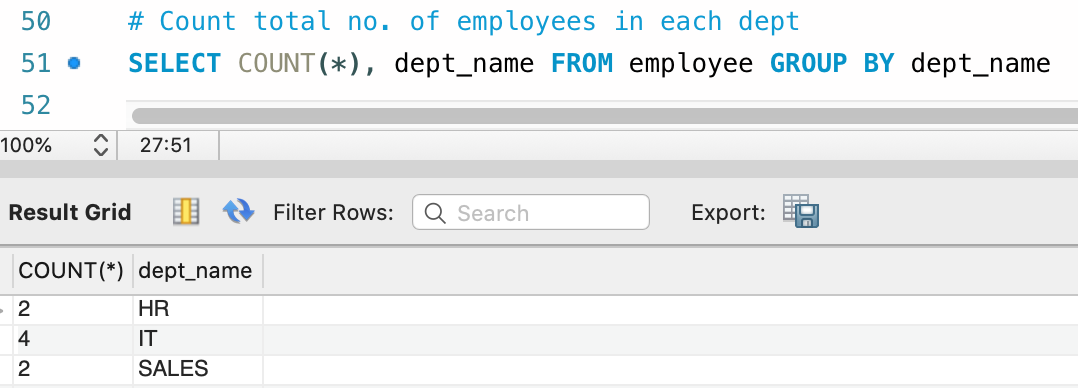 50 # Count total no. of employees in each dept
51 SELECT COUNT(*), dept_name FROM employee GROUP BY dept_name
52
100% 27:51
Result Grid Filter Rows: Search Export:
COUNT(*) dept_name
2 HR
4 IT
2 SALES